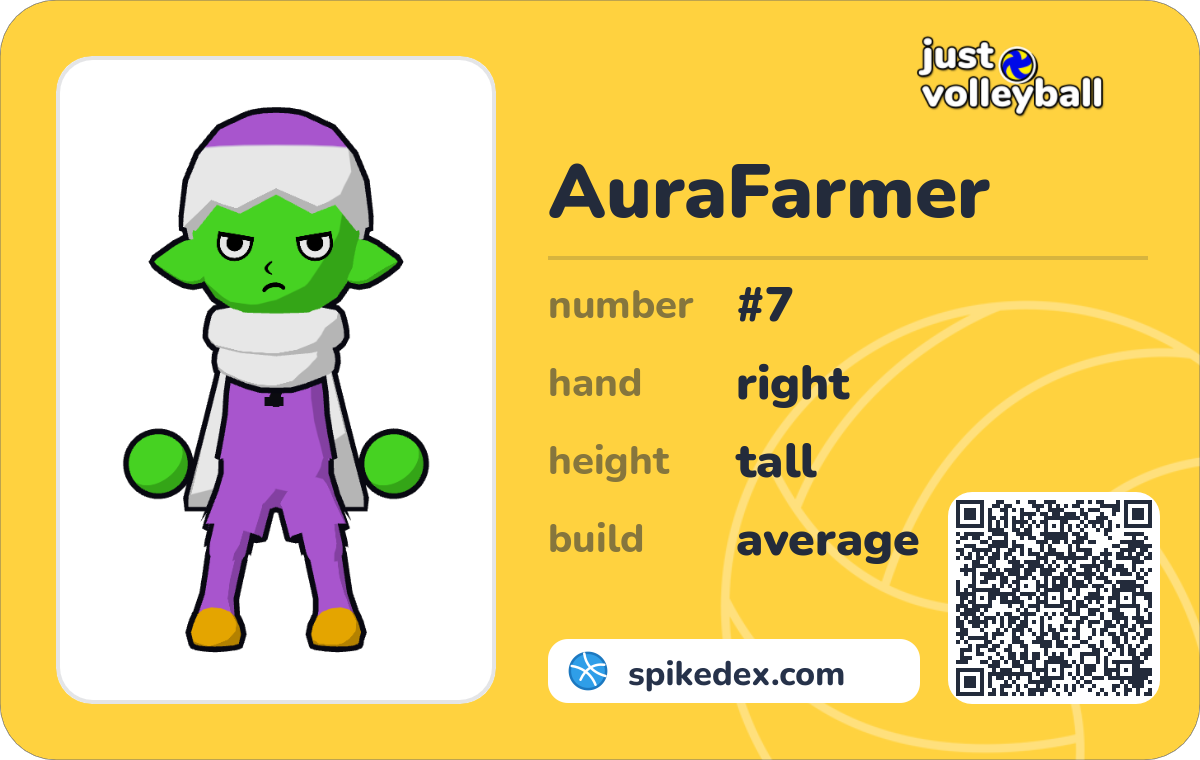 just
volleyball
AuraFarmer
number #7
hand right
height tall
build average
spikedex.com